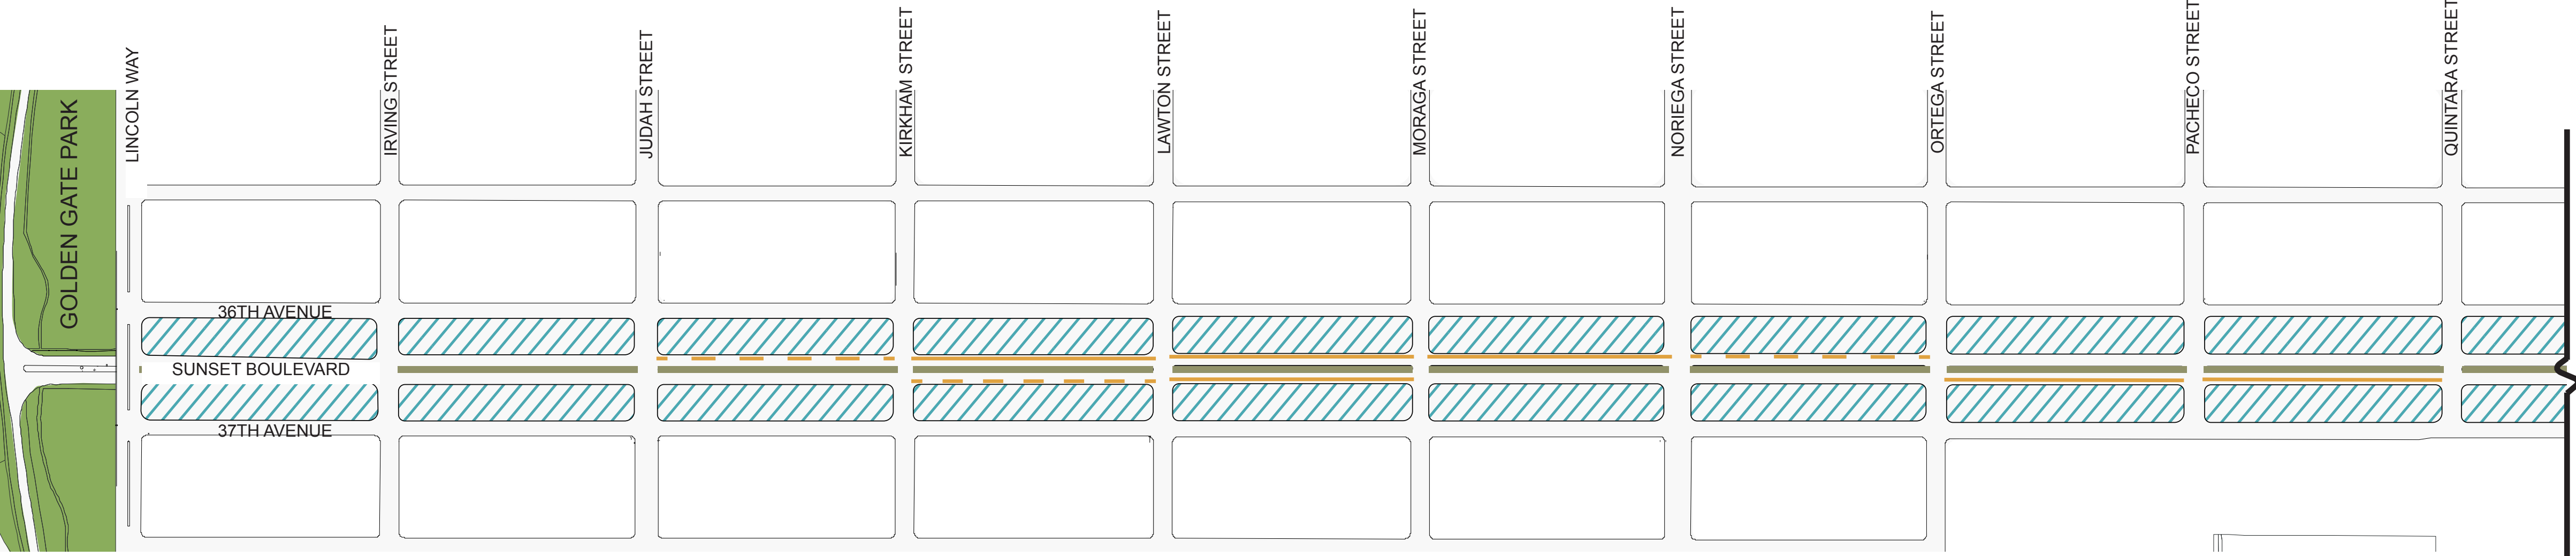 GOLDEN GATE PARK
LINCOLN WAY
IRVING STREET
JUDAH STREET
KIRKHAM STREET
LAWTON STREET
MORAGA STREET
NORIEGA STREET
ORTEGA STREET
PACHECO STREET
QUINTARA STREET
36TH AVENUE
SUNSET BOULEVARD
37TH AVENUE